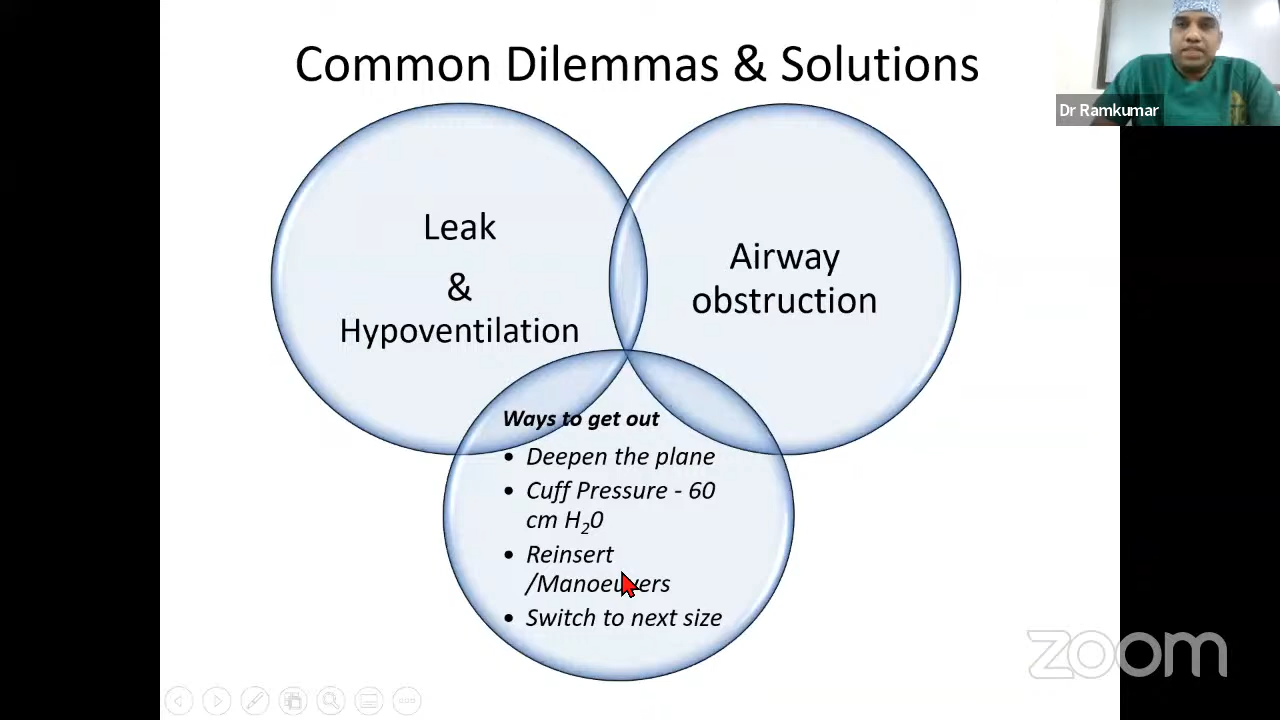 Common Dilemmas & Solutions
Dr Ramkumar
Leak
&
Hypoventilation
Airway
obstruction
Ways to get out
• Deepen the plane
• Cuff Pressure - 60
cm H₂0
• Reinsert
/Manoeuvers
• Switch to next size
zoom